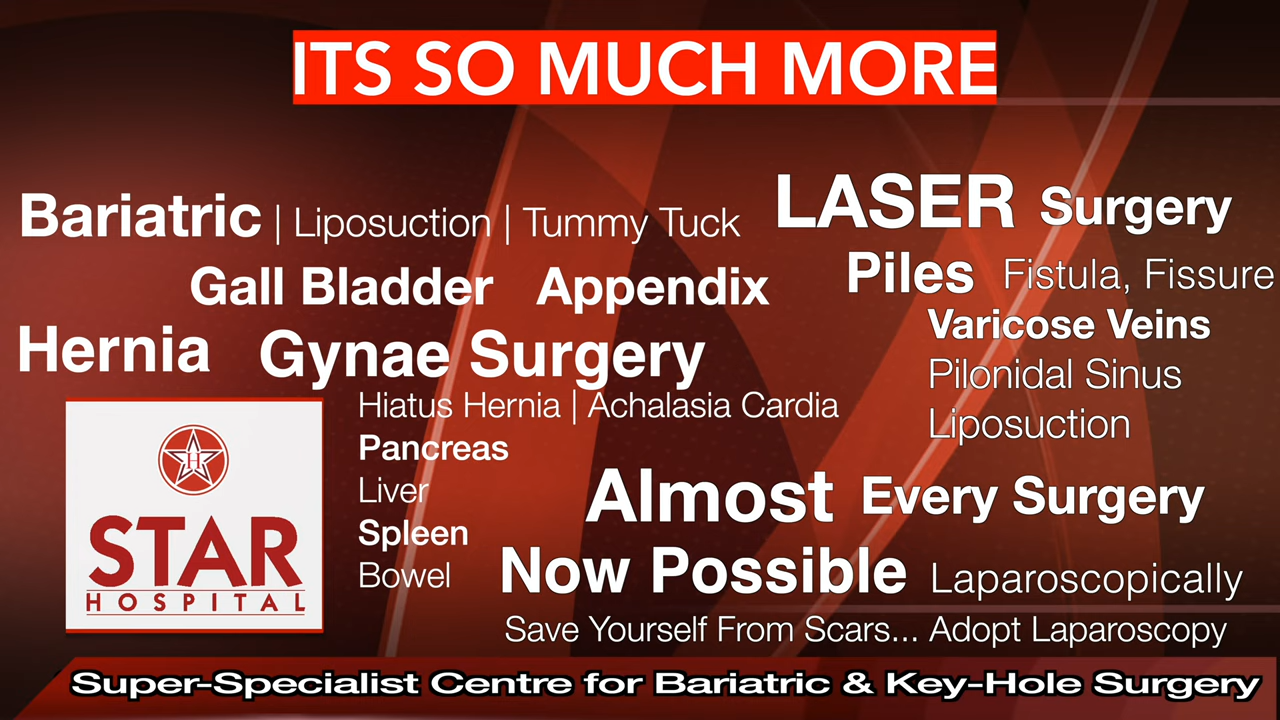 ITS SO MUCH MORE
Bariatric | Liposuction | Tummy Tuck
Gall Bladder Appendix
Hernia Gynae Surgery
Hiatus Hernia | Achalasia Cardia
Pancreas
Liver
Spleen
Bowel
LASER Surgery
Piles Fistula, Fissure
Varicose Veins
Pilonidal Sinus
Liposuction
Almost Every Surgery
Now Possible Laparoscopically
Save Yourself From Scars... Adopt Laparoscopy
H
STAR
HOSPITAL
Super-Specialist Centre for Bariatric & Key-Hole Surgery